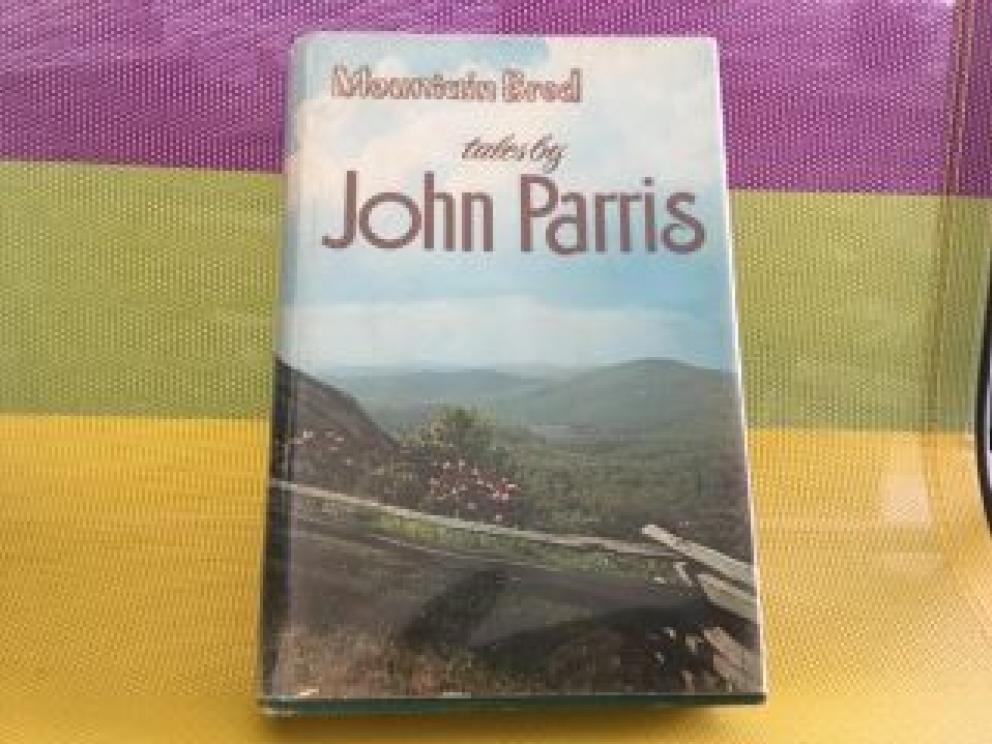 Mountain Bred
tales by
John Parris